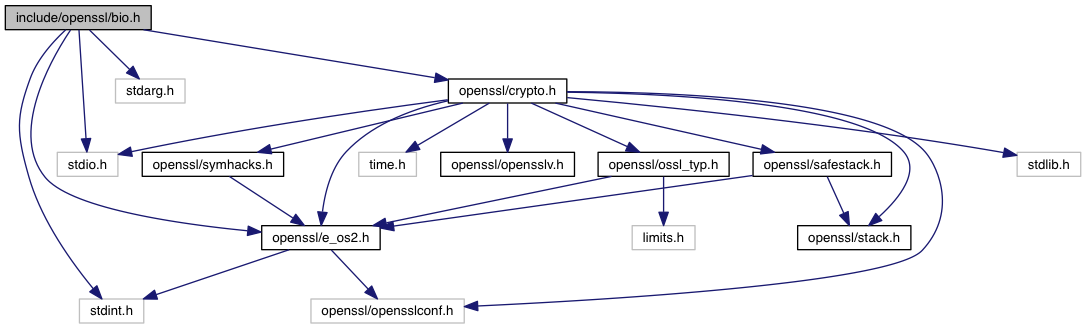 include/openssl/bio.h
stdarg.h
openssl/crypto.h
stdio.h
openssl/symhacks.h
time.h
openssl/opensslv.h
openssl/ossl_typ.h
openssl/safestack.h
stdlib.h
openssl/e_os2.h
limits.h
openssl/stack.h
stdint.h
openssl/opensslconf.h